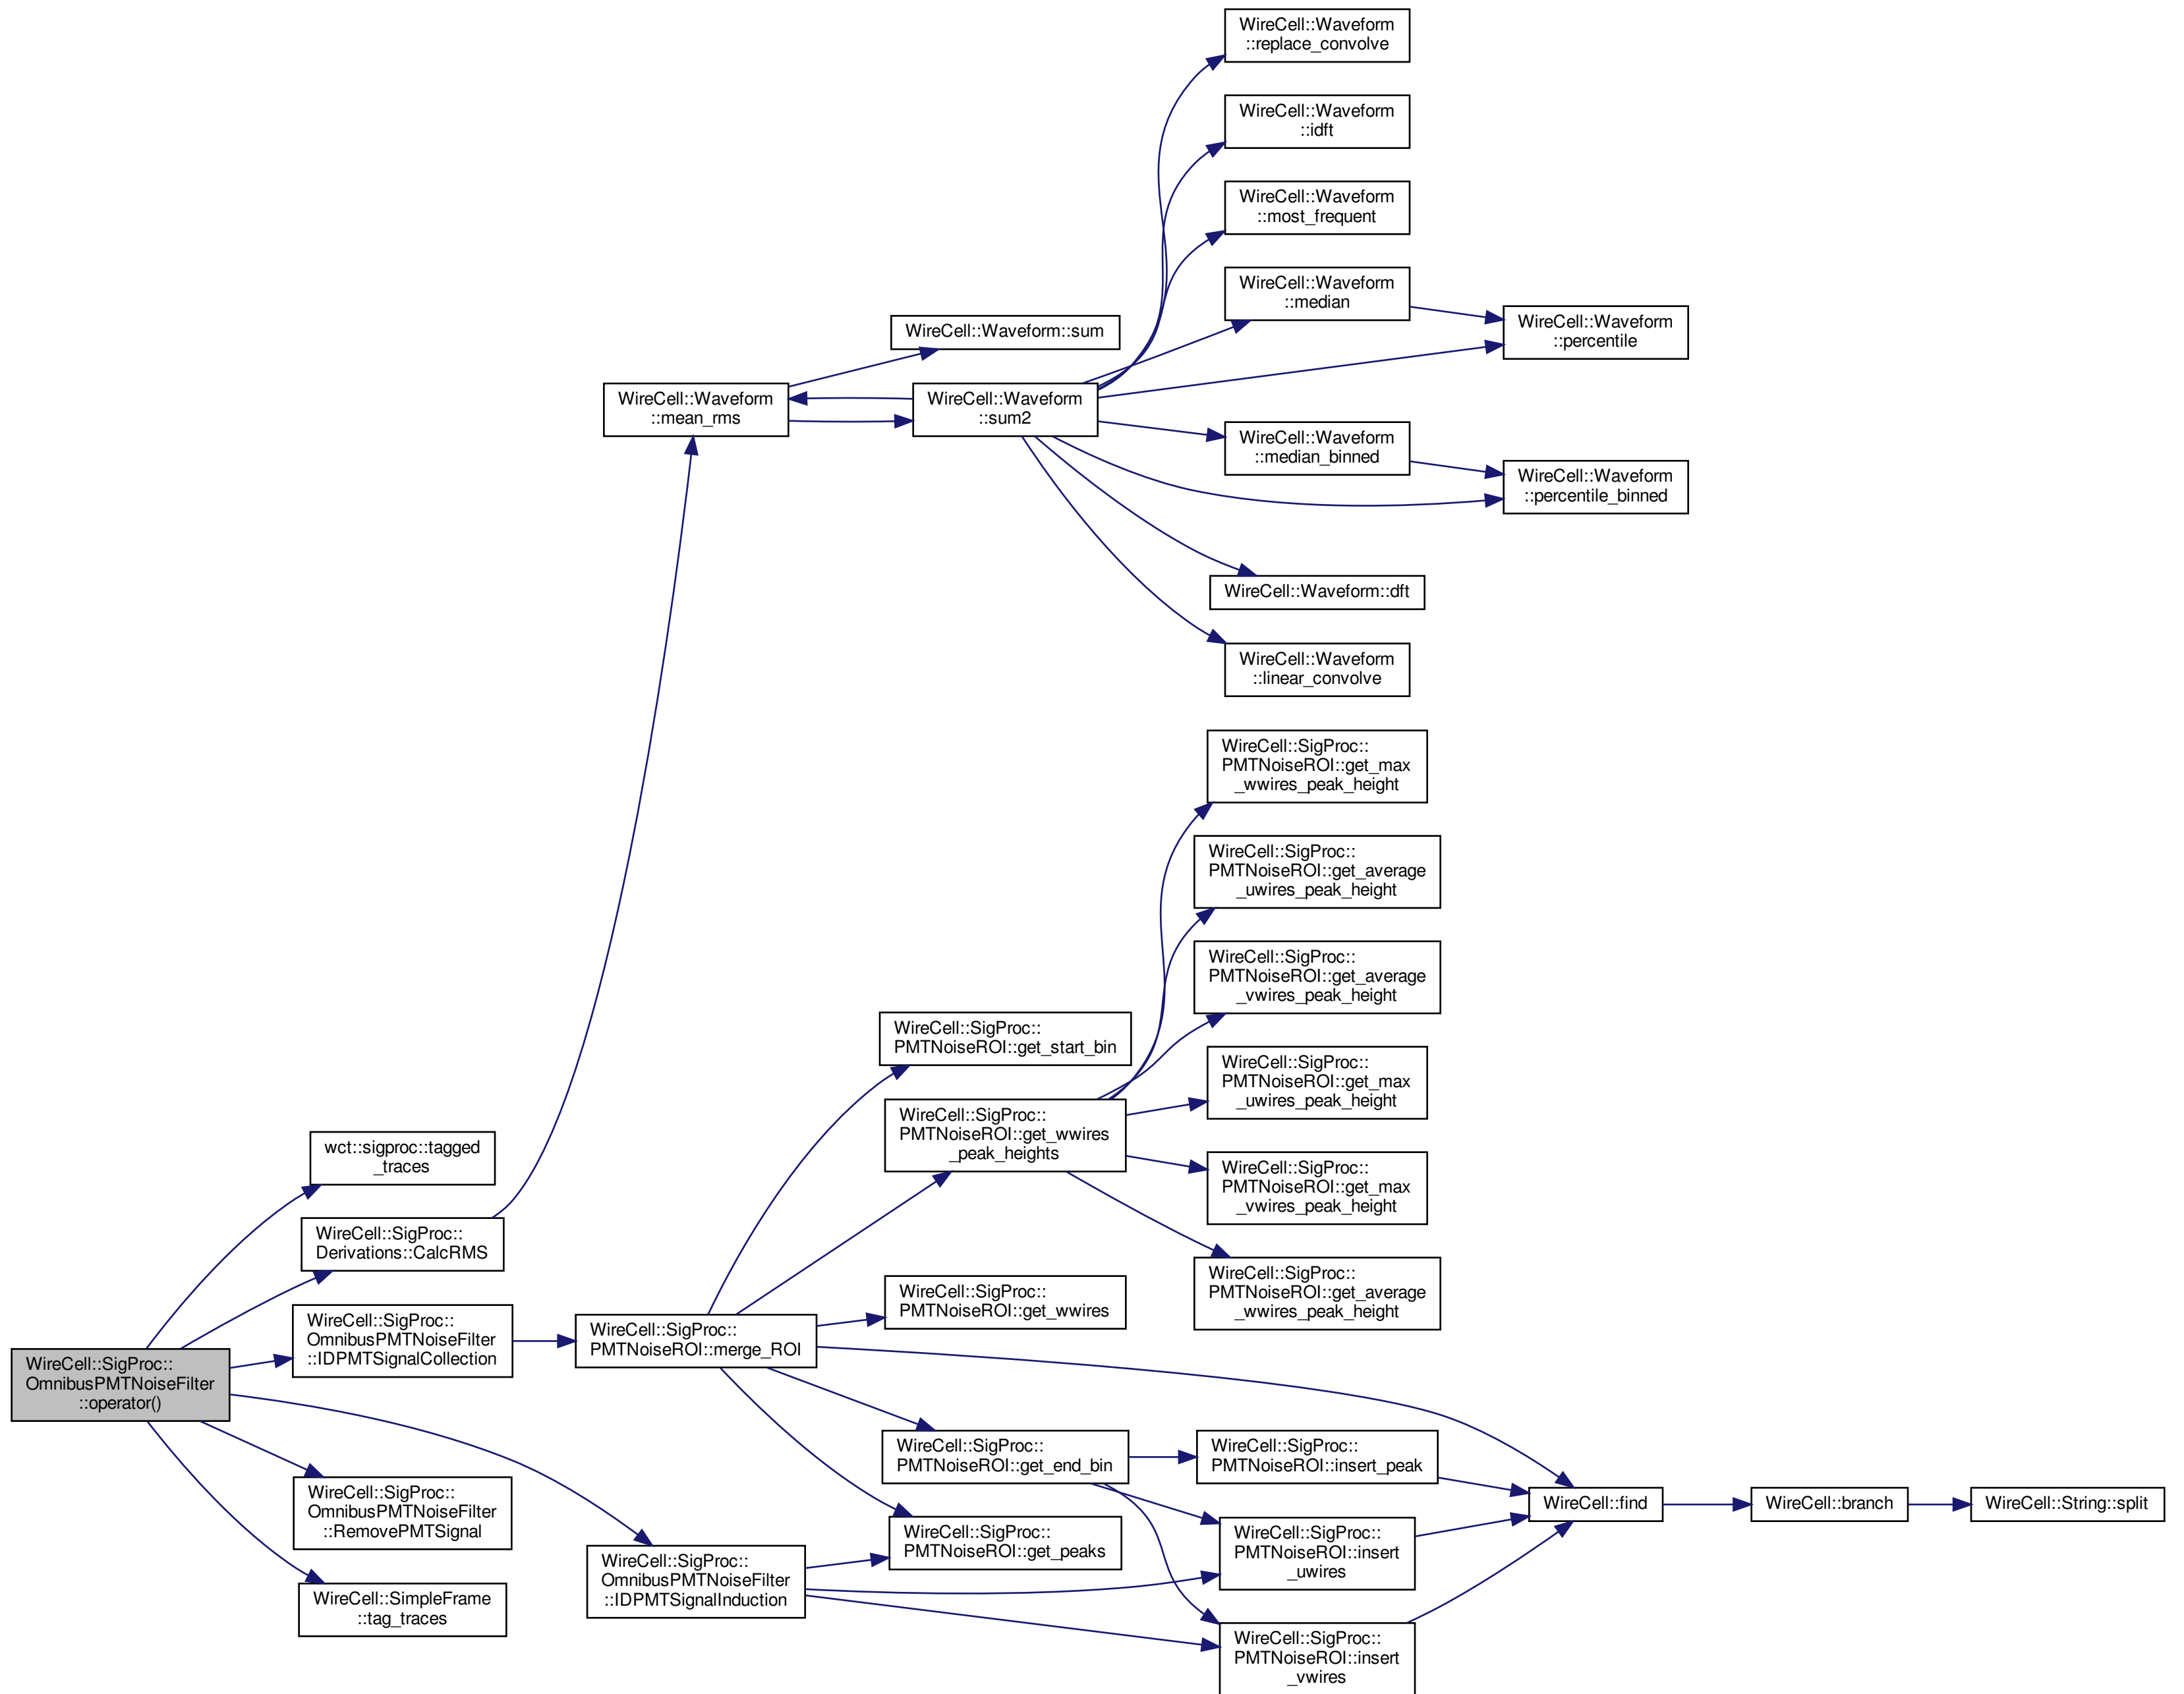 WireCell::Waveform
::replace_convolve
WireCell::Waveform
::idft
WireCell::Waveform
::most_frequent
WireCell::Waveform
::median
WireCell::Waveform
::percentile
WireCell::Waveform::sum
WireCell::Waveform
::mean_rms
WireCell::Waveform
::sum2
WireCell::Waveform
::median_binned
WireCell::Waveform
::percentile_binned
WireCell::Waveform::dft
WireCell::Waveform
::linear_convolve
WireCell::SigProc::
PMTNoiseROI::get_max
_wwires_peak_height
WireCell::SigProc::
PMTNoiseROI::get_average
_uwires_peak_height
WireCell::SigProc::
PMTNoiseROI::get_average
_vwires_peak_height
WireCell::SigProc::
PMTNoiseROI::get_start_bin
WireCell::SigProc::
PMTNoiseROI::get_max
_uwires_peak_height
WireCell::SigProc::
PMTNoiseROI::get_wwires
_peak_heights
WireCell::SigProc::
PMTNoiseROI::get_max
_vwires_peak_height
wct::sigproc::tagged
_traces
WireCell::SigProc::
Derivations::CalcRMS
WireCell::SigProc::
PMTNoiseROI::get_average
_wwires_peak_height
WireCell::SigProc::
PMTNoiseROI::get_wwires
WireCell::SigProc::
OmnibusPMTNoiseFilter
::IDPMTSignalCollection
WireCell::SigProc::
PMTNoiseROI::merge_ROI
WireCell::SigProc::
OmnibusPMTNoiseFilter
::operator()
WireCell::SigProc::
PMTNoiseROI::get_end_bin
WireCell::SigProc::
PMTNoiseROI::insert_peak
WireCell::find
WireCell::branch
WireCell::String::split
WireCell::SigProc::
OmnibusPMTNoiseFilter
::RemovePMTSignal
WireCell::SigProc::
PMTNoiseROI::get_peaks
WireCell::SigProc::
PMTNoiseROI::insert
_uwires
WireCell::SigProc::
OmnibusPMTNoiseFilter
::IDPMTSignalInduction
WireCell::SimpleFrame
::tag_traces
WireCell::SigProc::
PMTNoiseROI::insert
_vwires